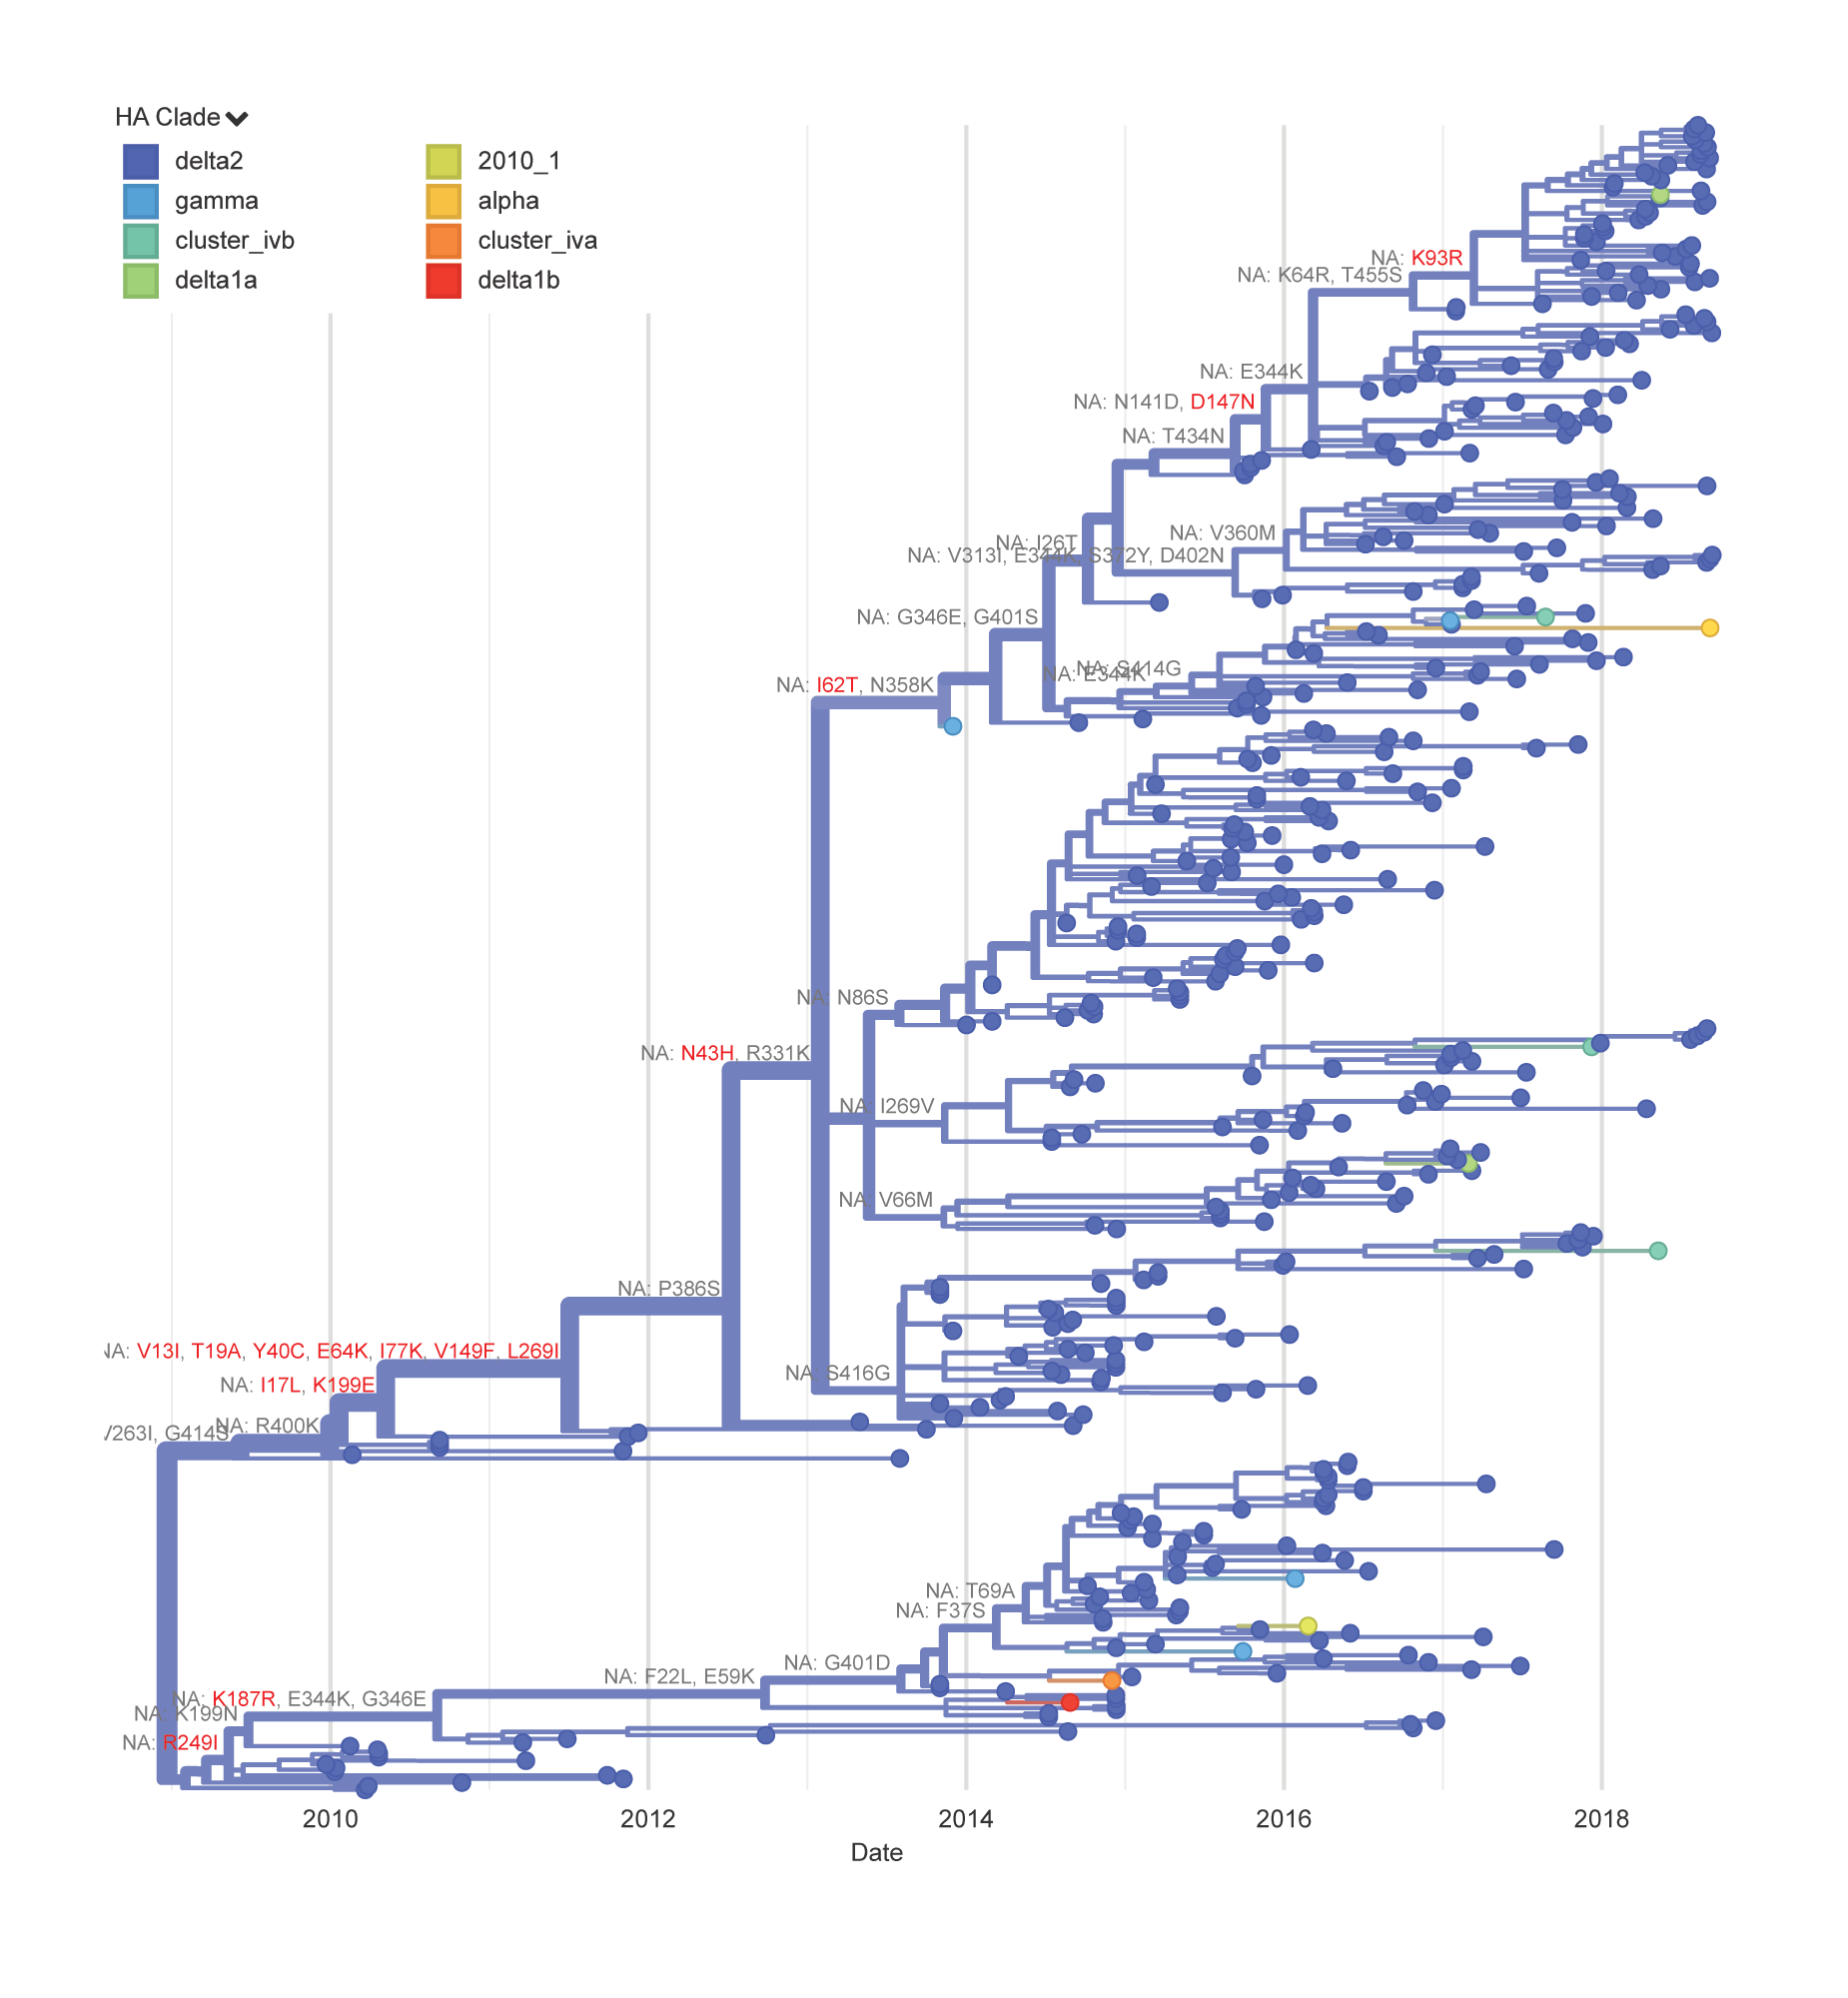 HA Clade
delta2 2010_1
gamma alpha
cluster_ivb cluster_iva
delta1a delta1b
NA: K93R
NA: K64R, T455S
NA: E344K
NA: N141D, D147N
NA: T434N
NA: V360M
NA: I26T
NA: V313I, E344K, S372Y, D402N
NA: G346E, G401S
NA: S414G
NA: E344K
NA: I62T, N358K
NA: N86S
NA: N43H, R331K
NA: I269V
NA: V66M
NA: P386S
NA: V13I, T19A, Y40C, E64K, I77K, V149F, L269I
NA: S416G
NA: I17L, K199E
NA: R400K
V263I, G414S
NA: T69A
NA: F37S
NA: G401D
NA: F22L, E59K
NA: K187R, E344K, G346E
NA: K199N
NA: R249I
2010 2012 2014 2016 2018
Date